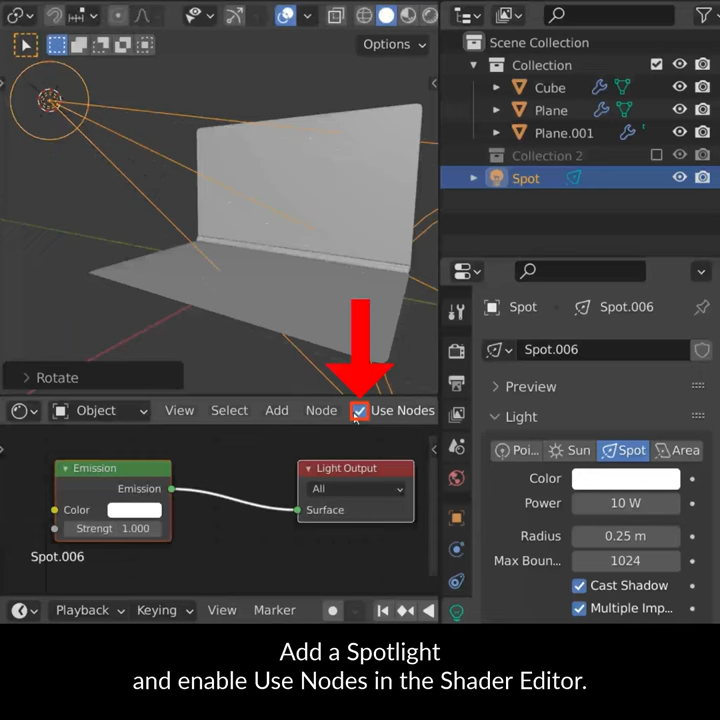 Options
Scene Collection
Collection
Cube
Plane
Plane.001
Collection 2
Spot
Rotate
Spot
Spot.006
Spot.006
Preview
Light
Poi...
Sun
Spot
Area
Color
Power
10 W
Radius
0.25 m
Max Boun...
1024
Cast Shadow
Multiple Imp...
Object
View
Select
Add
Node
Use Nodes
Emission
Emission
Color
Strengt
1.000
Light Output
All
Surface
Spot.006
Playback
Keying
View
Marker
Add a Spotlight
and enable Use Nodes in the Shader Editor.